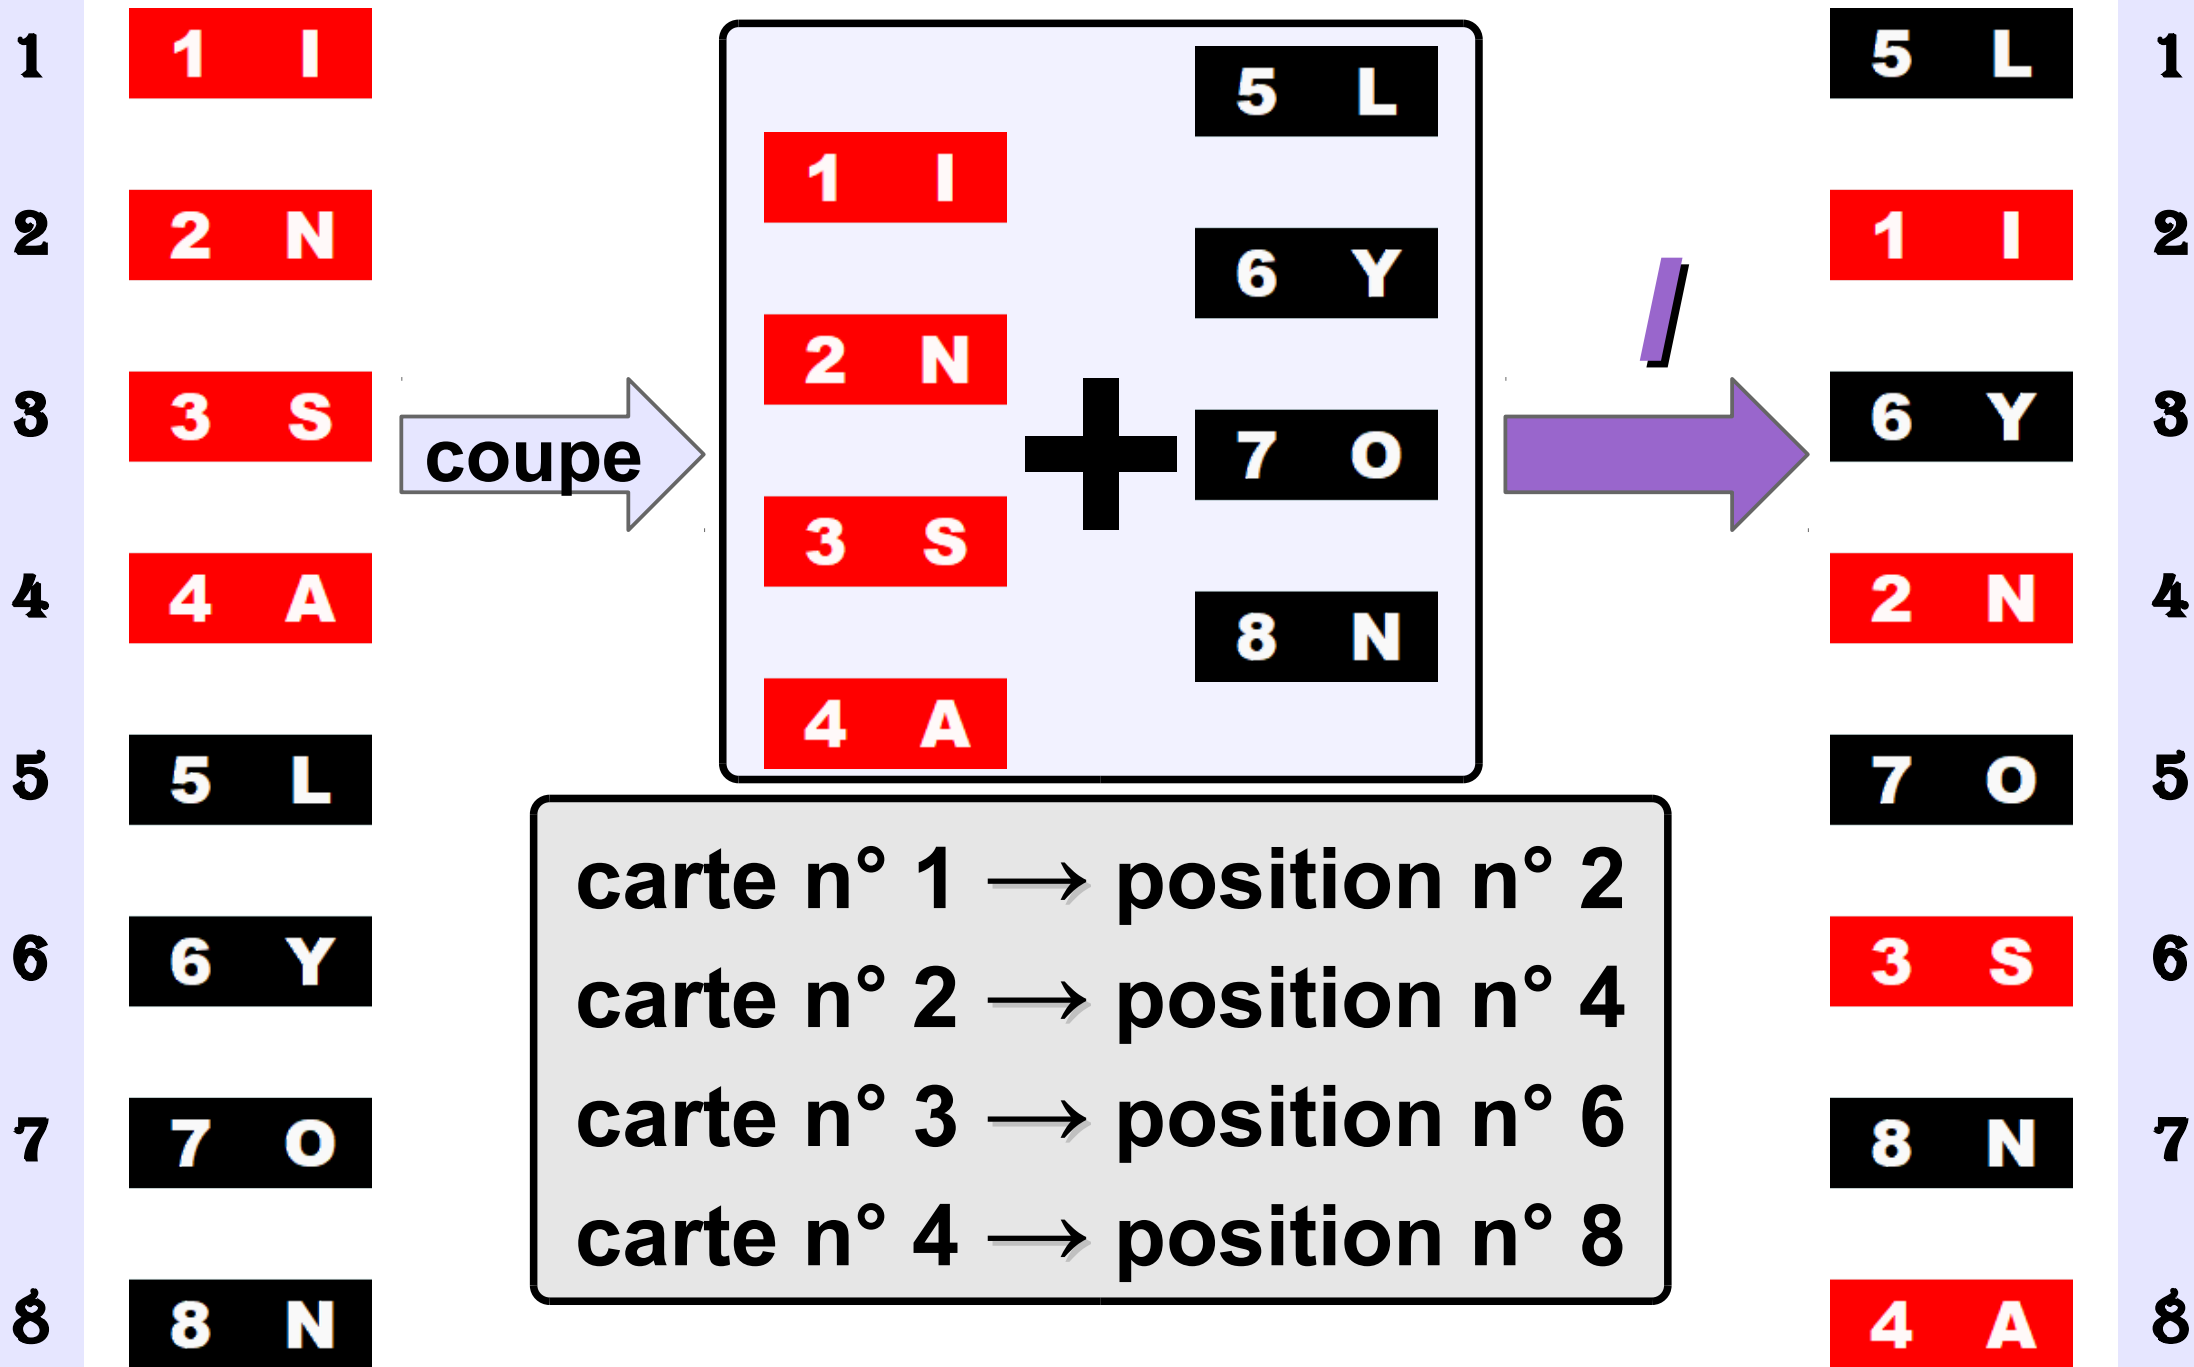 1 1 I
2 2 N
3 3 S
4 4 A
5 5 L
6 6 Y
7 7 O
8 8 N
coupe
1 I
2 N
3 S
4 A
+
5 L
6 Y
7 O
8 N
I
carte n° 1 → position n° 2
carte n° 2 → position n° 4
carte n° 3 → position n° 6
carte n° 4 → position n° 8
5 L 1
1 I 2
6 Y 3
2 N 4
7 O 5
3 S 6
8 N 7
4 A 8